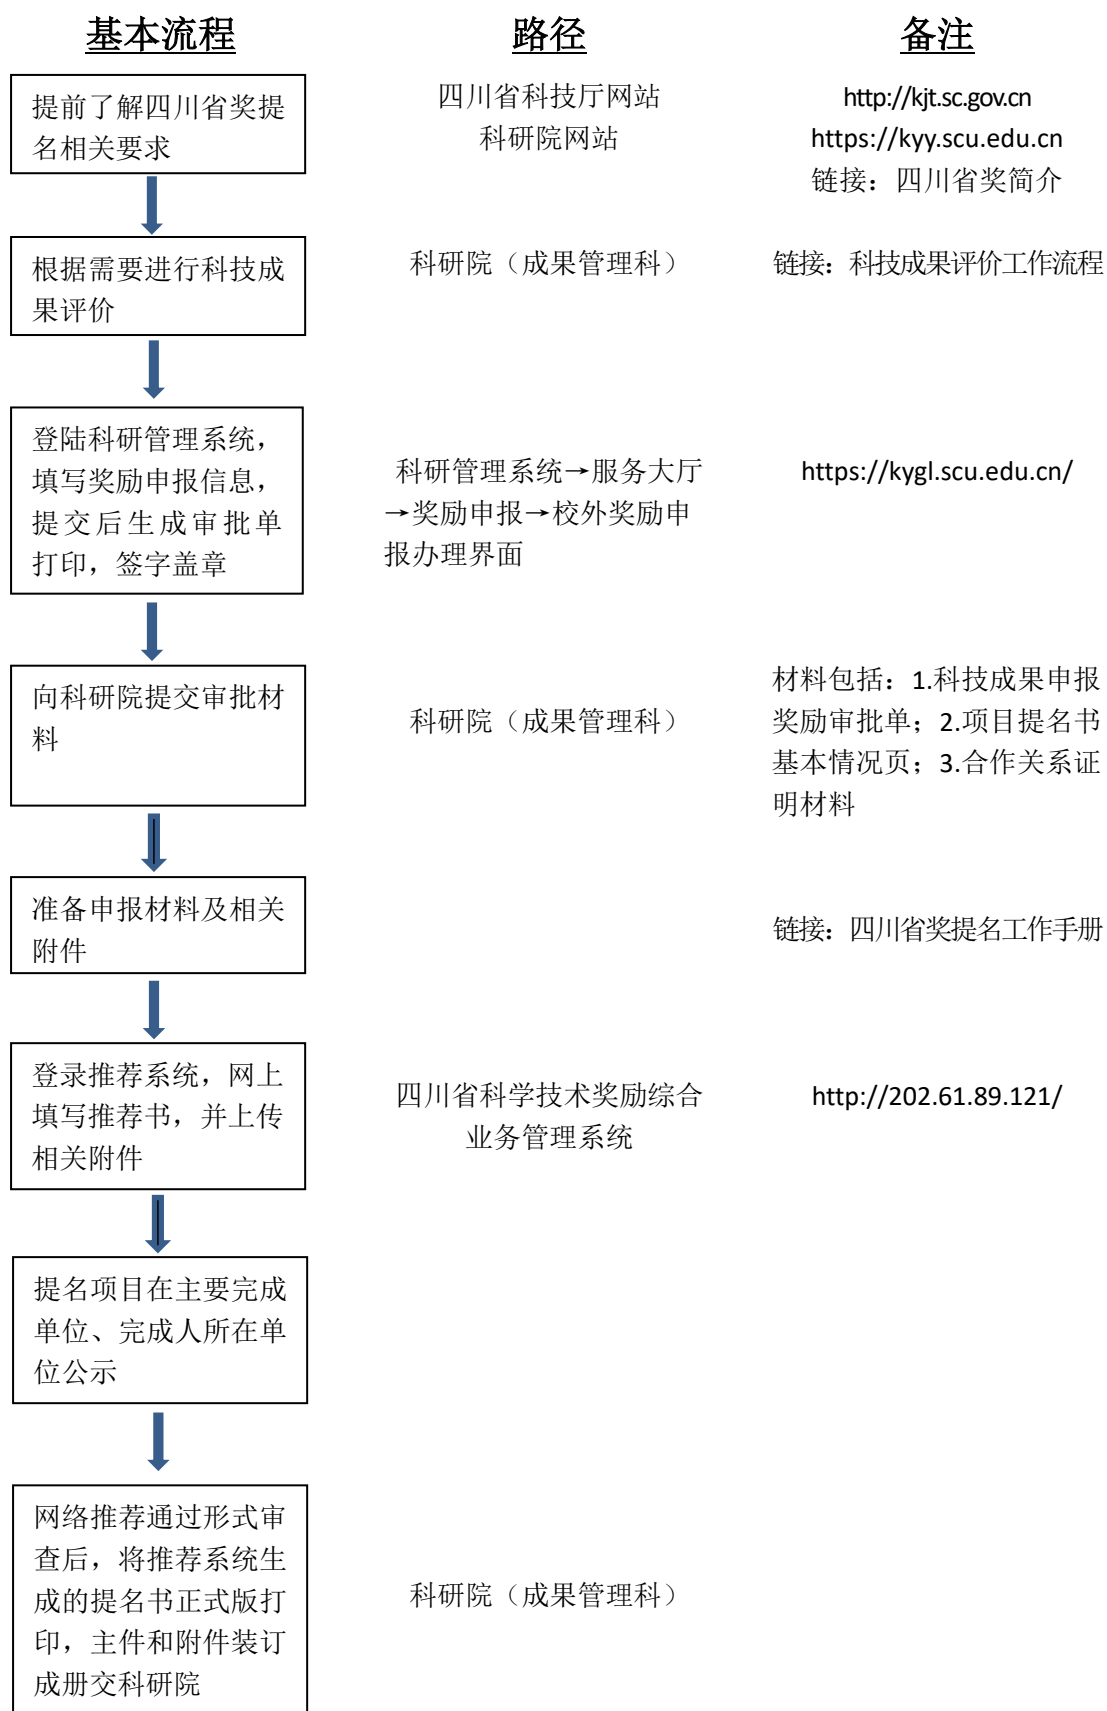 基本流程 路径 备注
提前了解四川省奖提
名相关要求
四川省科技厅网站
科研院网站
http://kjt.sc.gov.cn
https://kyy.scu.edu.cn
链接：四川省奖简介
根据需要进行科技成
果评价
科研院（成果管理科）
链接：科技成果评价工作流程
登陆科研管理系统，
填写奖励申报信息，
提交后生成审批单
打印，签字盖章
科研管理系统→服务大厅
→奖励申报→校外奖励申
报办理界面
https://kygl.scu.edu.cn/
向科研院提交审批材
料
科研院（成果管理科）
材料包括：1.科技成果申报
奖励审批单；2.项目提名书
基本情况页；3.合作关系证
明材料
准备申报材料及相关
附件
链接：四川省奖提名工作手册
登录推荐系统，网上
填写推荐书，并上传
相关附件
四川省科学技术奖励综合
业务管理系统
http://202.61.89.121/
提名项目在主要完成
单位、完成人所在单
位公示
网络推荐通过形式审
查后，将推荐系统生
成的提名书正式版打
印，主件和附件装订
成册交科研院
科研院（成果管理科）